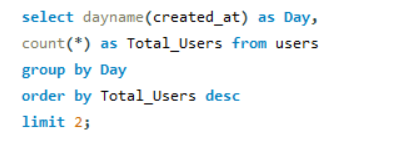 select dayname(created_at) as Day,
count(*) as Total_Users from users
group by Day
order by Total_Users desc
limit 2;